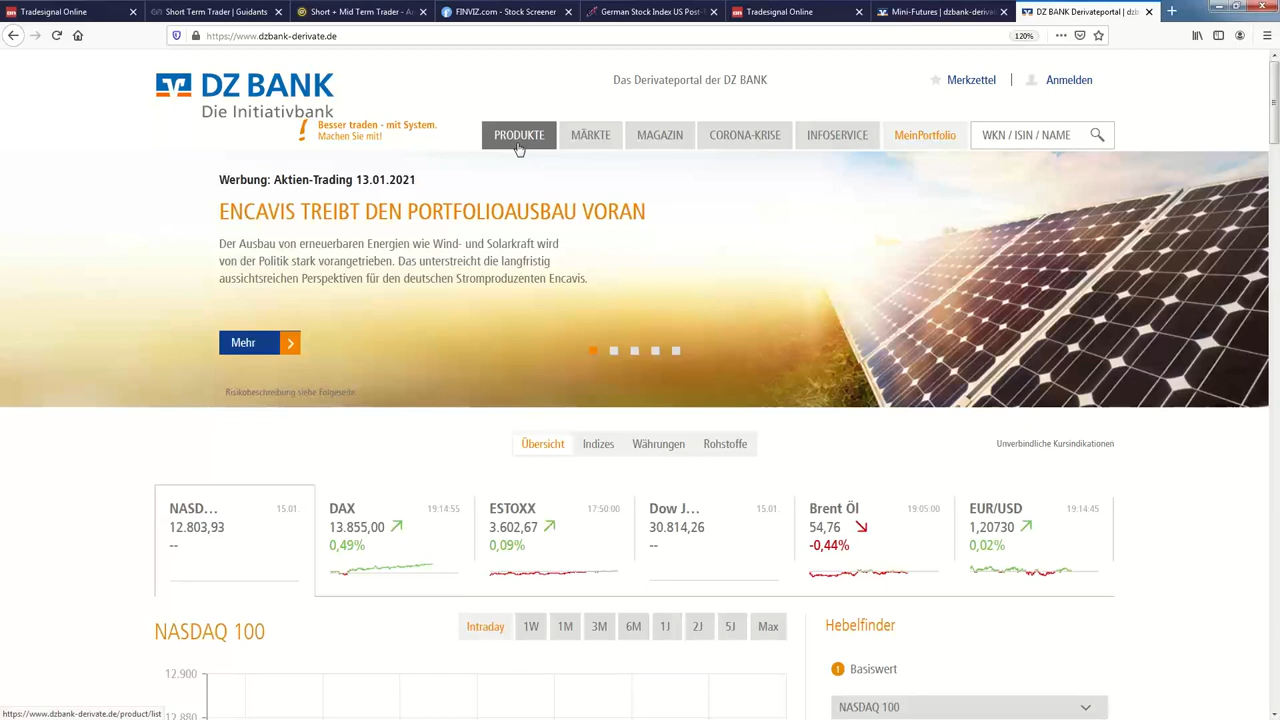 Tradesignal Online
Short Term Trader | Guidants
Short + Mid Term Trader - A
FINVIZ.com - Stock Screener
German Stock Index US Post-
Tradesignal Online
Mini-Futures | dzbank-derivate
DZ BANK Derivateportal | dzb
https://www.dzbank-derivate.de
120%
DZ BANK
Die Initiativbank
Besser traden - mit System.
Machen Sie mit!
Das Derivateportal der DZ BANK
Merkzettel
Anmelden
PRODUKTE
MÄRKTE
MAGAZIN
CORONA-KRISE
INFOSERVICE
MeinPortfolio
WKN / ISIN / NAME
Werbung: Aktien-Trading 13.01.2021
ENCAVIS TREIBT DEN PORTFOLIOAUSBAU VORAN
Der Ausbau von erneuerbaren Energien wie Wind- und Solarkraft wird
von der Politik stark vorangetrieben. Das unterstreicht die langfristig
aussichtsreichen Perspektiven für den deutschen Stromproduzenten Encavis.
Mehr
Risikobeschreibung siehe Folgeseite
Übersicht
Indizes
Währungen
Rohstoffe
Unverbindliche Kursindikationen
NASD... 15.01.
12.803,93
--
DAX 19:14:55
13.855,00
0,49%
ESTOXX 17:50:00
3.602,67
0,09%
Dow J... 15.01.
30.814,26
--
Brent Öl 19:05:00
54,76
-0,44%
EUR/USD 19:14:45
1,20730
0,02%
NASDAQ 100
Intraday 1W 1M 3M 6M 1J 2J 5J Max
Hebelfinder
1 Basiswert
NASDAQ 100
12.900
12.880
https://www.dzbank-derivate.de/product/list